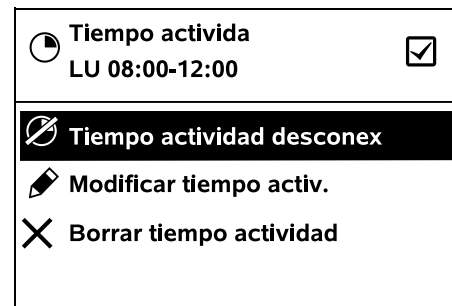 Tiempo activida
LU 08:00-12:00
Tiempo actividad desconex
Modificar tiempo activ.
Borrar tiempo actividad